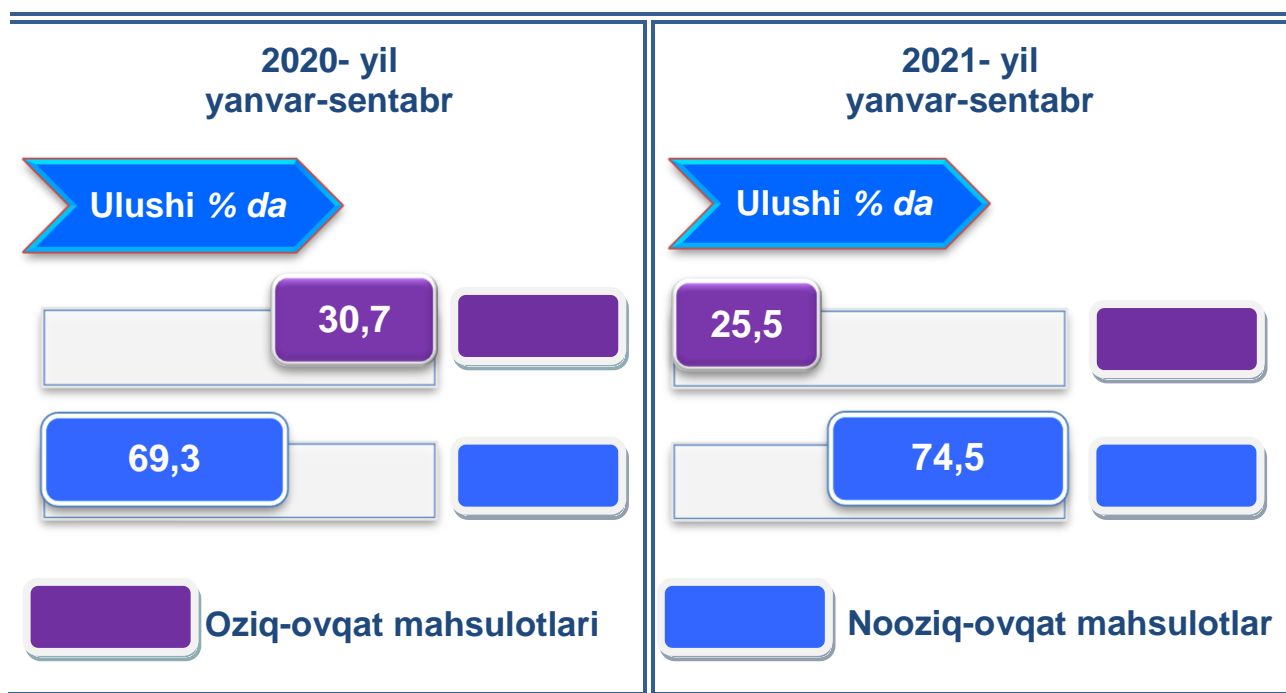 2020- yil
yanvar-sentabr
Ulushi % da
30,7
69,3
2021- yil
yanvar-sentabr
Ulushi % da
25,5
74,5
Oziq-ovqat mahsulotlari
Nooziq-ovqat mahsulotlar